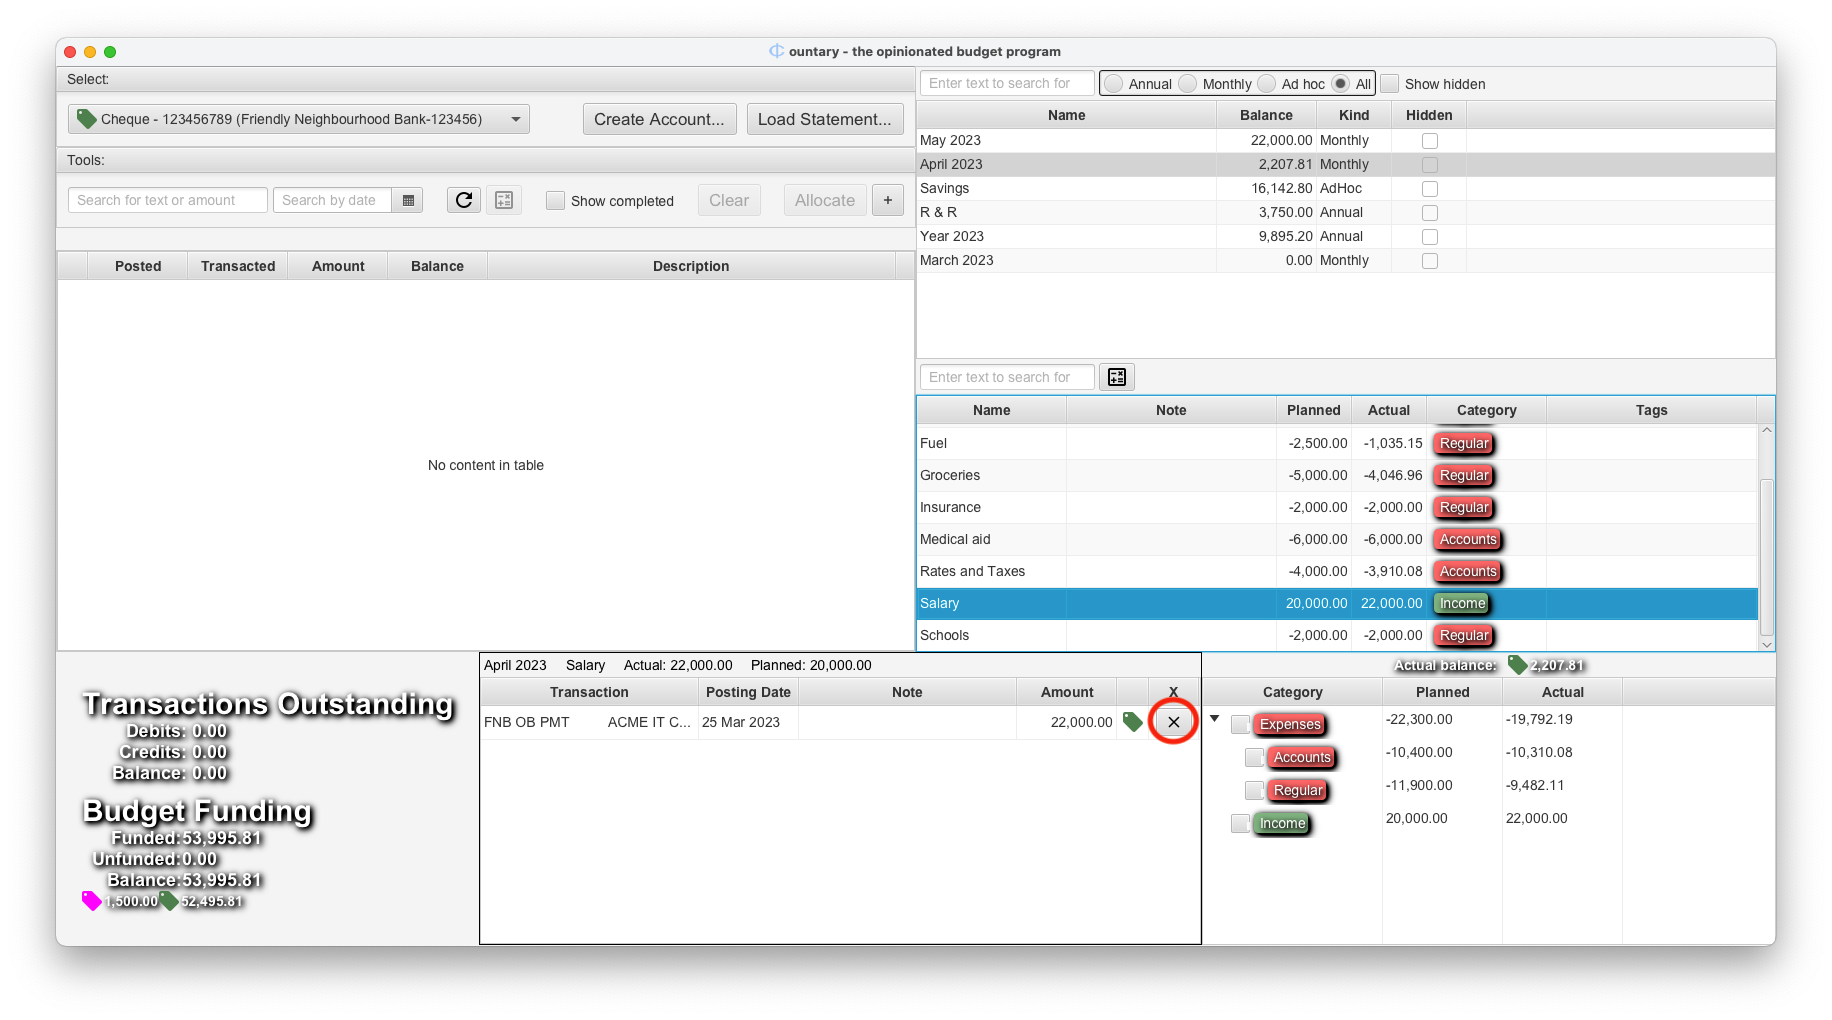 ountary - the opinionated budget program
Select:
Cheque - 123456789 (Friendly Neighbourhood Bank-123456)
Create Account...
Load Statement...
Tools:
Search for text or amount
Search by date
Show completed
Clear
Allocate
+
Posted Transacted Amount Balance Description
No content in table
Enter text to search for
Annual Monthly Ad hoc All
Show hidden
Name Balance Kind Hidden
May 2023 22,000.00 Monthly
April 2023 2,207.81 Monthly
Savings 16,142.80 AdHoc
R & R 3,750.00 Annual
Year 2023 9,895.20 Annual
March 2023 0.00 Monthly
Enter text to search for
Name Note Planned Actual Category Tags
Fuel -2,500.00 -1,035.15 Regular
Groceries -5,000.00 -4,046.96 Regular
Insurance -2,000.00 -2,000.00 Regular
Medical aid -6,000.00 -6,000.00 Accounts
Rates and Taxes -4,000.00 -3,910.08 Accounts
Salary 20,000.00 22,000.00 Income
Schools -2,000.00 -2,000.00 Regular
Transactions Outstanding
Debits: 0.00
Credits: 0.00
Balance: 0.00
Budget Funding
Funded:53,995.81
Unfunded:0.00
Balance:53,995.81
1,500.00 52,495.81
April 2023 Salary Actual: 22,000.00 Planned: 20,000.00
Transaction Posting Date Note Amount X
FNB OB PMT ACME IT C... 25 Mar 2023 22,000.00
Actual balance: 2,207.81
Category Planned Actual
Expenses -22,300.00 -19,792.19
Accounts -10,400.00 -10,310.08
Regular -11,900.00 -9,482.11
Income 20,000.00 22,000.00